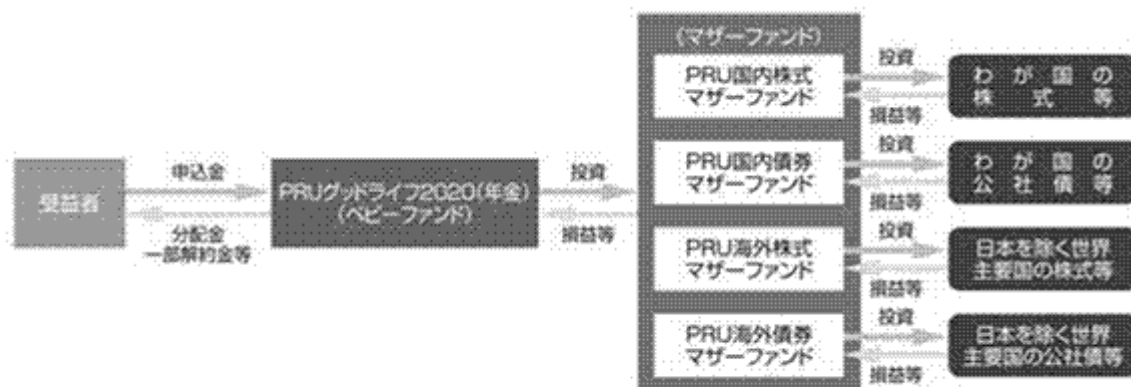 (マザーファンド)
受益者
申込金
分配金
一部解約金等
PRUグッドライフ2020(年金)
(ベビーファンド)
投資
損益等
PRU国内株式
マザーファンド
投資
損益等
わが国の
株式等
PRU国内債券
マザーファンド
投資
損益等
わが国の
公社債等
PRU海外株式
マザーファンド
投資
損益等
日本を除く世界
主要国の株式等
PRU海外債券
マザーファンド
投資
損益等
日本を除く世界
主要国の公社債等